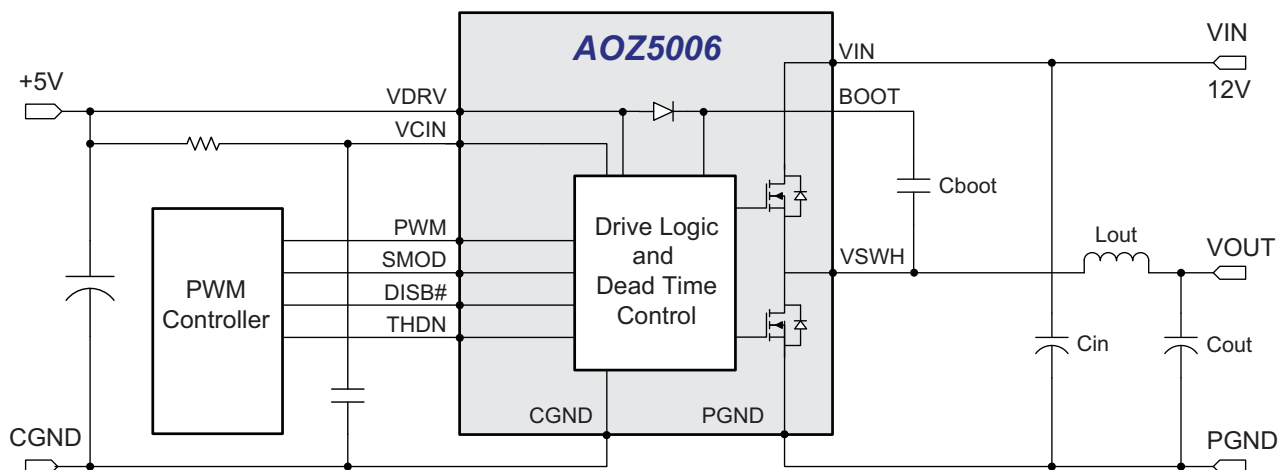 AOZ5006
VIN
+5V
VDRV
VIN
12V
BOOT
VCIN
Cboot
PWM
Controller
PWM
SMOD
DISB#
THDN
Drive Logic
and
Dead Time
Control
VSWH
Lout
VOUT
Cin
Cout
CGND
PGND
CGND
PGND